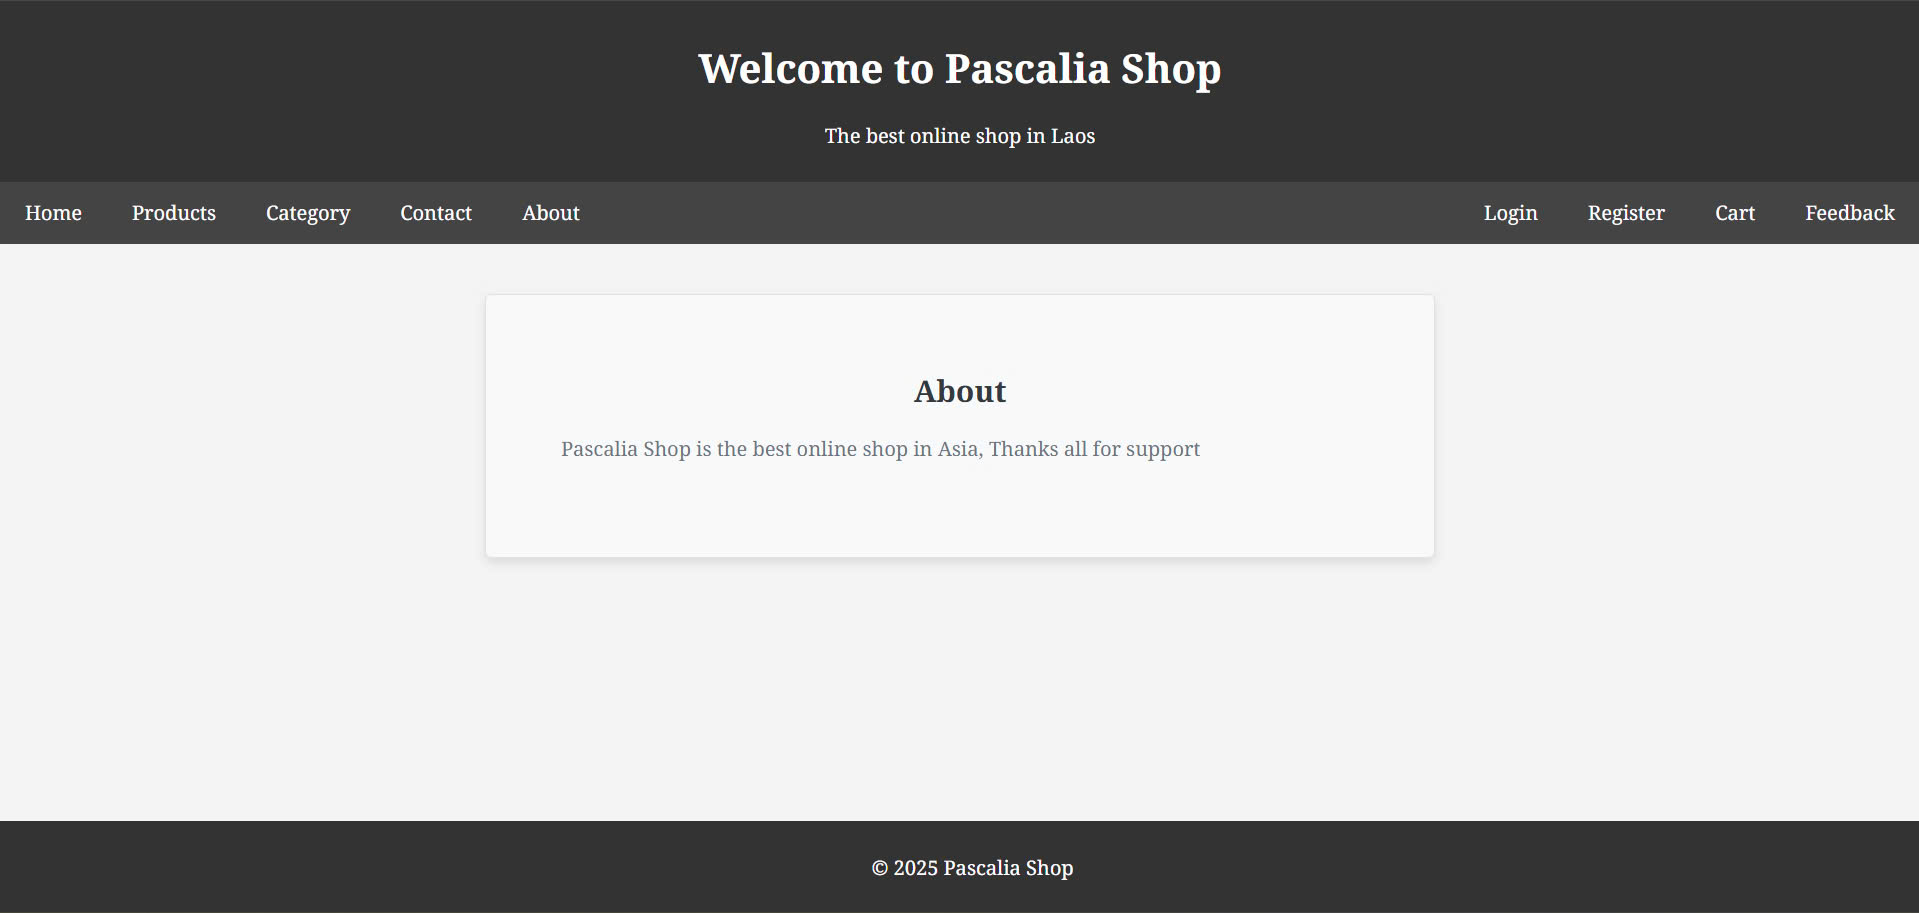 Welcome to Pascalia Shop
The best online shop in Laos
Home Products Category Contact About Login Register Cart Feedback
About
Pascalia Shop is the best online shop in Asia, Thanks all for support
© 2025 Pascalia Shop